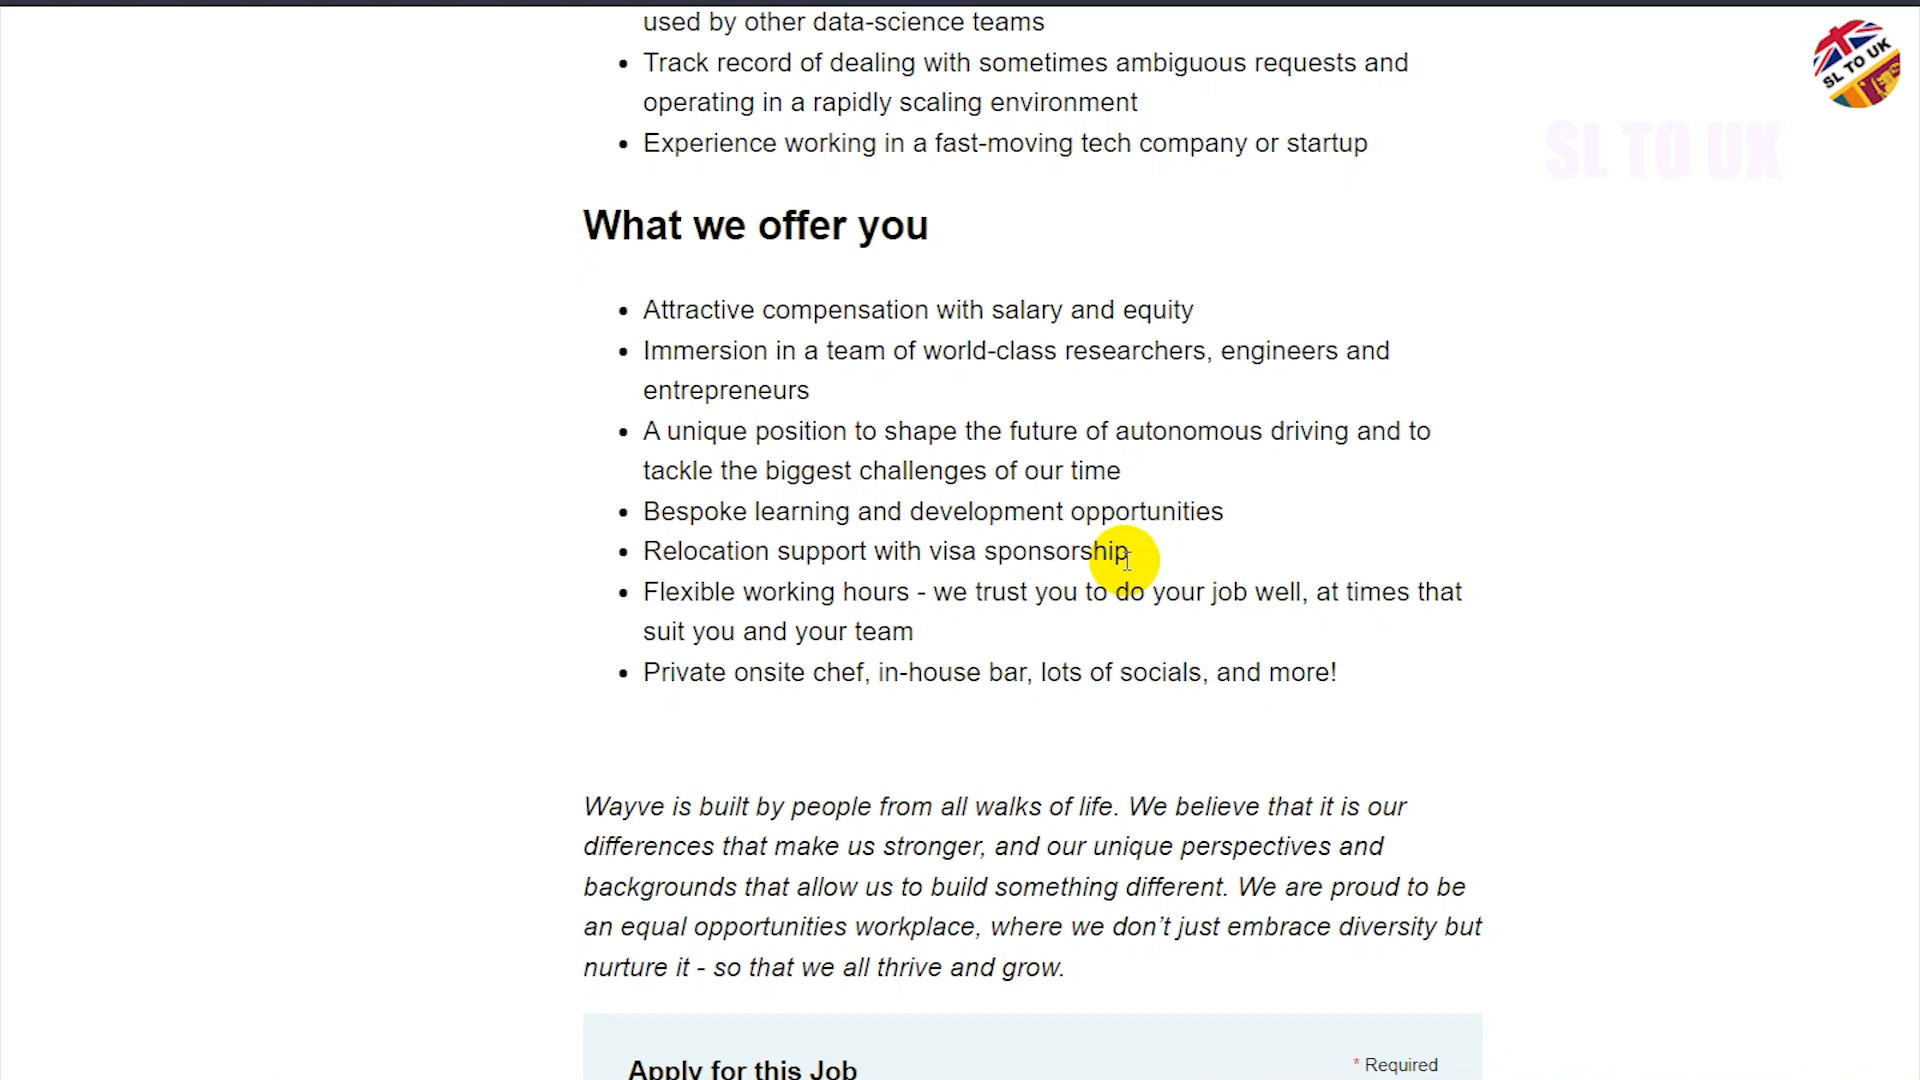 used by other data-science teams
SL TO UK
• Track record of dealing with sometimes ambiguous requests and
operating in a rapidly scaling environment
• Experience working in a fast-moving tech company or startup
SL TO UK
What we offer you
• Attractive compensation with salary and equity
• Immersion in a team of world-class researchers, engineers and
entrepreneurs
• A unique position to shape the future of autonomous driving and to
tackle the biggest challenges of our time
• Bespoke learning and development opportunities
• Relocation support with visa sponsorship
• Flexible working hours - we trust you to do your job well, at times that
suit you and your team
• Private onsite chef, in-house bar, lots of socials, and more!
Wayve is built by people from all walks of life. We believe that it is our
differences that make us stronger, and our unique perspectives and
backgrounds that allow us to build something different. We are proud to be
an equal opportunities workplace, where we don’t just embrace diversity but
nurture it - so that we all thrive and grow.
Apply for this Job
* Required